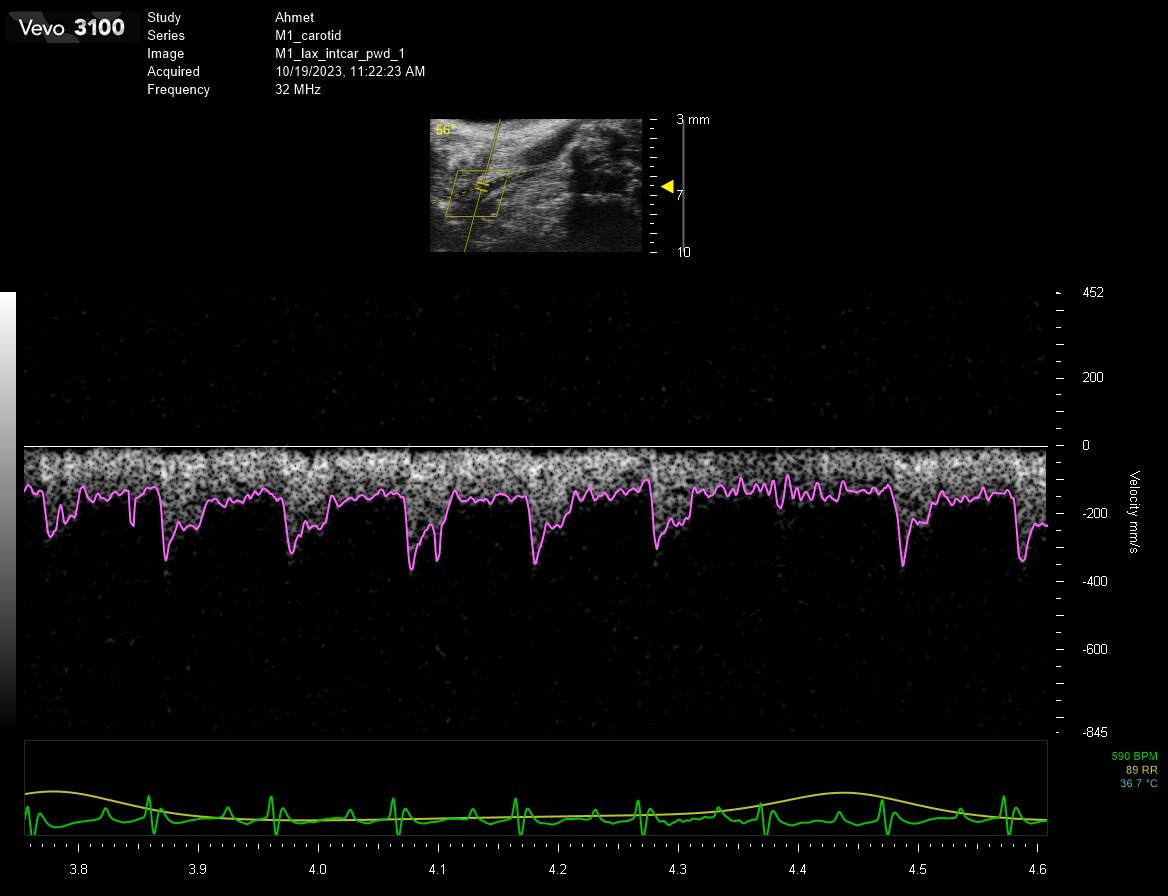 Vevo 3100
Study Ahmet
Series M1_carotid
Image M1_lax_intcar_pwd_1
Acquired 10/19/2023, 11:22:23 AM
Frequency 32 MHz
56°
3 mm
7
10
452
200
0
-200
-400
-600
-845
Velocity mm/s
590 BPM
89 RR
36.7 °C
3.8 3.9 4.0 4.1 4.2 4.3 4.4 4.5 4.6